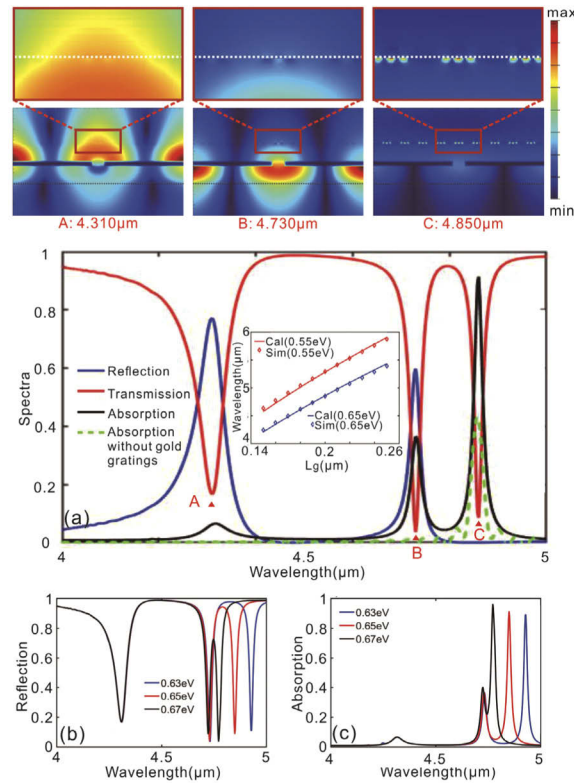 max
min
A: 4.310μm
B: 4.730μm
C: 4.850μm
1
0.8
0.6
0.4
0.2
0
Spectra
Reflection
Transmission
Absorption
Absorption
without gold
gratings
6
5
4
Wavelength(μm)
Cal(0.55eV)
Sim(0.55eV)
Cal(0.65eV)
Sim(0.65eV)
0.14
0.2
0.26
Lg(μm)
A
B
C
(a)
4
4.5
5
Wavelength(μm)
1
0.8
0.6
0.4
0.2
0
Reflection
0.63eV
0.65eV
0.67eV
(b)
4
4.5
5
Wavelength(μm)
1
0.8
0.6
0.4
0.2
0
Absorption
0.63eV
0.65eV
0.67eV
(c)
4
4.5
5
Wavelength(μm)